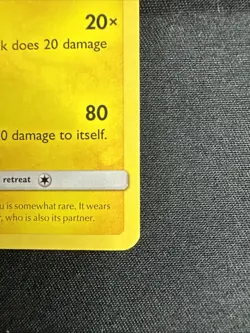 20×
k does 20 damage
80
0 damage to itself.
retreat
u is somewhat rare. It wears
, who is also its partner.